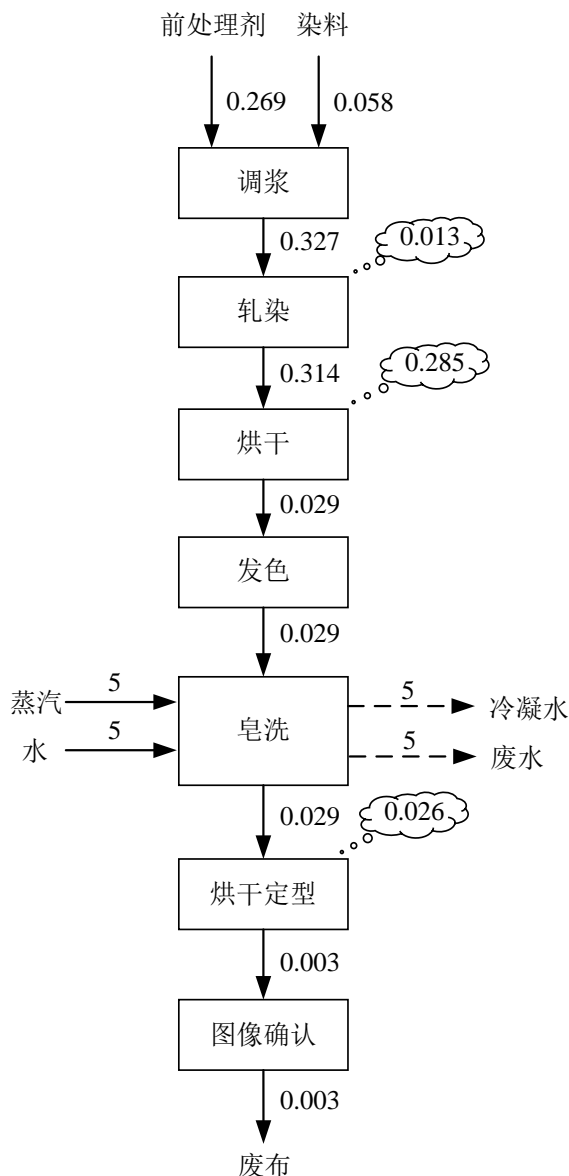 前处理剂 染料
0.269 0.058
调浆
0.327
0.013
轧染
0.314
0.285
烘干
0.029
发色
0.029
蒸汽 5
水 5
皂洗
5 冷凝水
5 废水
0.029
0.026
烘干定型
0.003
图像确认
0.003
废布